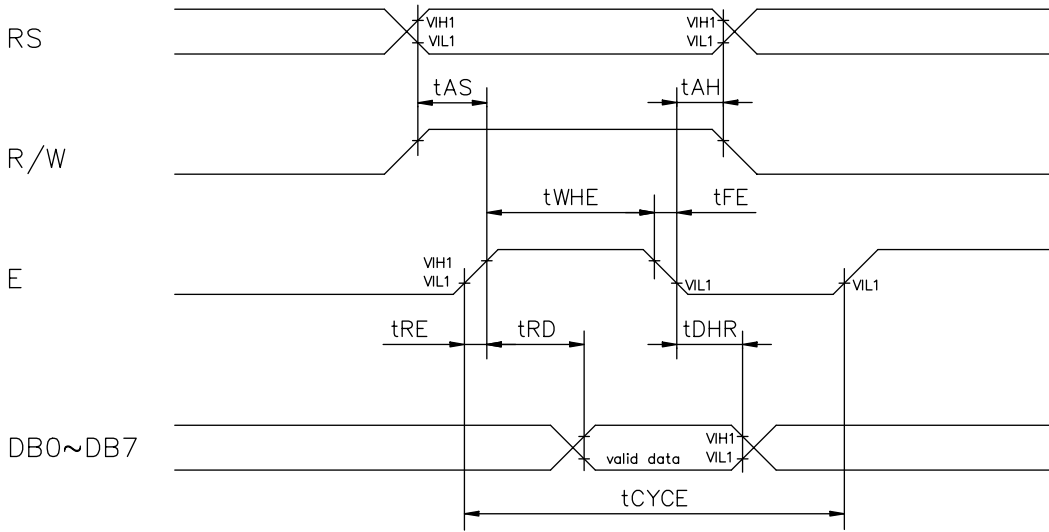 RS
VIH1
VIL1
VIH1
VIL1
tAS
tAH
R/W
tWHE
tFE
E
VIH1
VIL1
VIL1
VIL1
tRE
tRD
tDHR
DB0~DB7
valid data
VIH1
VIL1
tCYCE